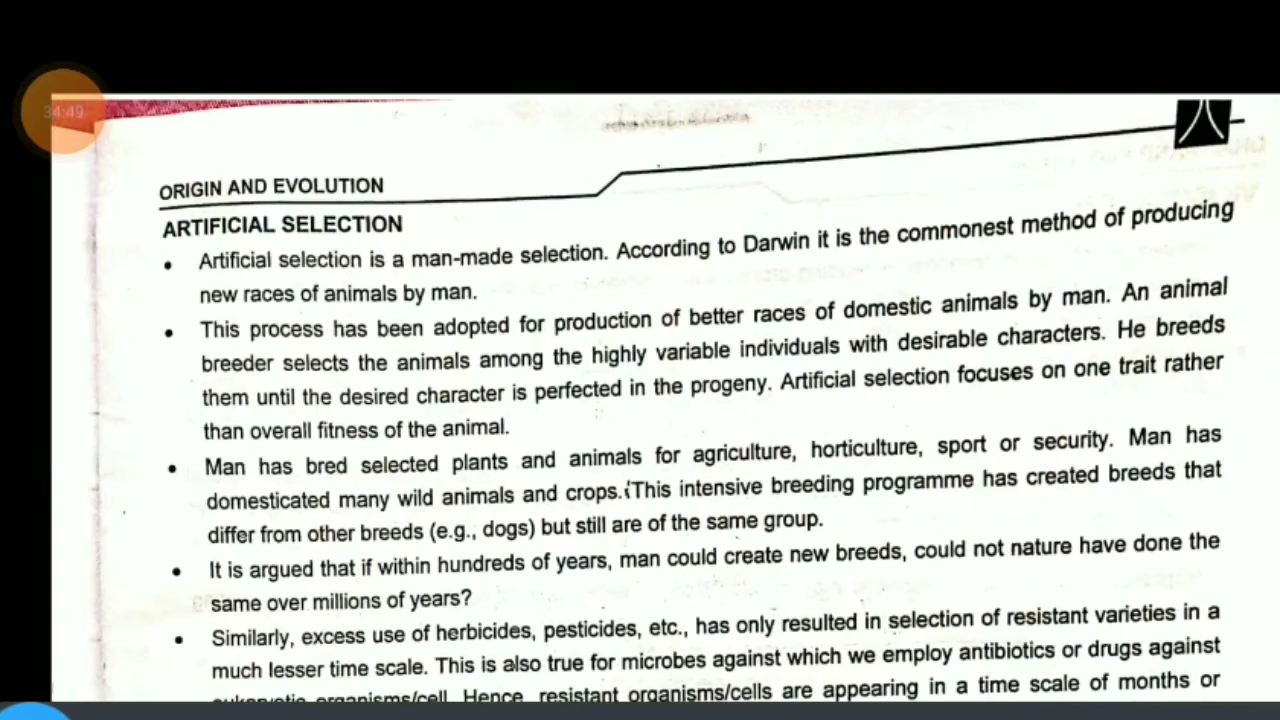 34:49
ORIGIN AND EVOLUTION
ARTIFICIAL SELECTION
• Artificial selection is a man-made selection. According to Darwin it is the commonest method of producing
new races of animals by man.
• This process has been adopted for production of better races of domestic animals by man. An animal
breeder selects the animals among the highly variable individuals with desirable characters. He breeds
them until the desired character is perfected in the progeny. Artificial selection focuses on one trait rather
than overall fitness of the animal.
• Man has bred selected plants and animals for agriculture, horticulture, sport or security. Man has
domesticated many wild animals and crops. This intensive breeding programme has created breeds that
differ from other breeds (e.g., dogs) but still are of the same group.
• It is argued that if within hundreds of years, man could create new breeds, could not nature have done the
same over millions of years?
• Similarly, excess use of herbicides, pesticides, etc., has only resulted in selection of resistant varieties in a
much lesser time scale. This is also true for microbes against which we employ antibiotics or drugs against
eukaryotic organisms/cell. Hence, resistant organisms/cells are appearing in a time scale of months or